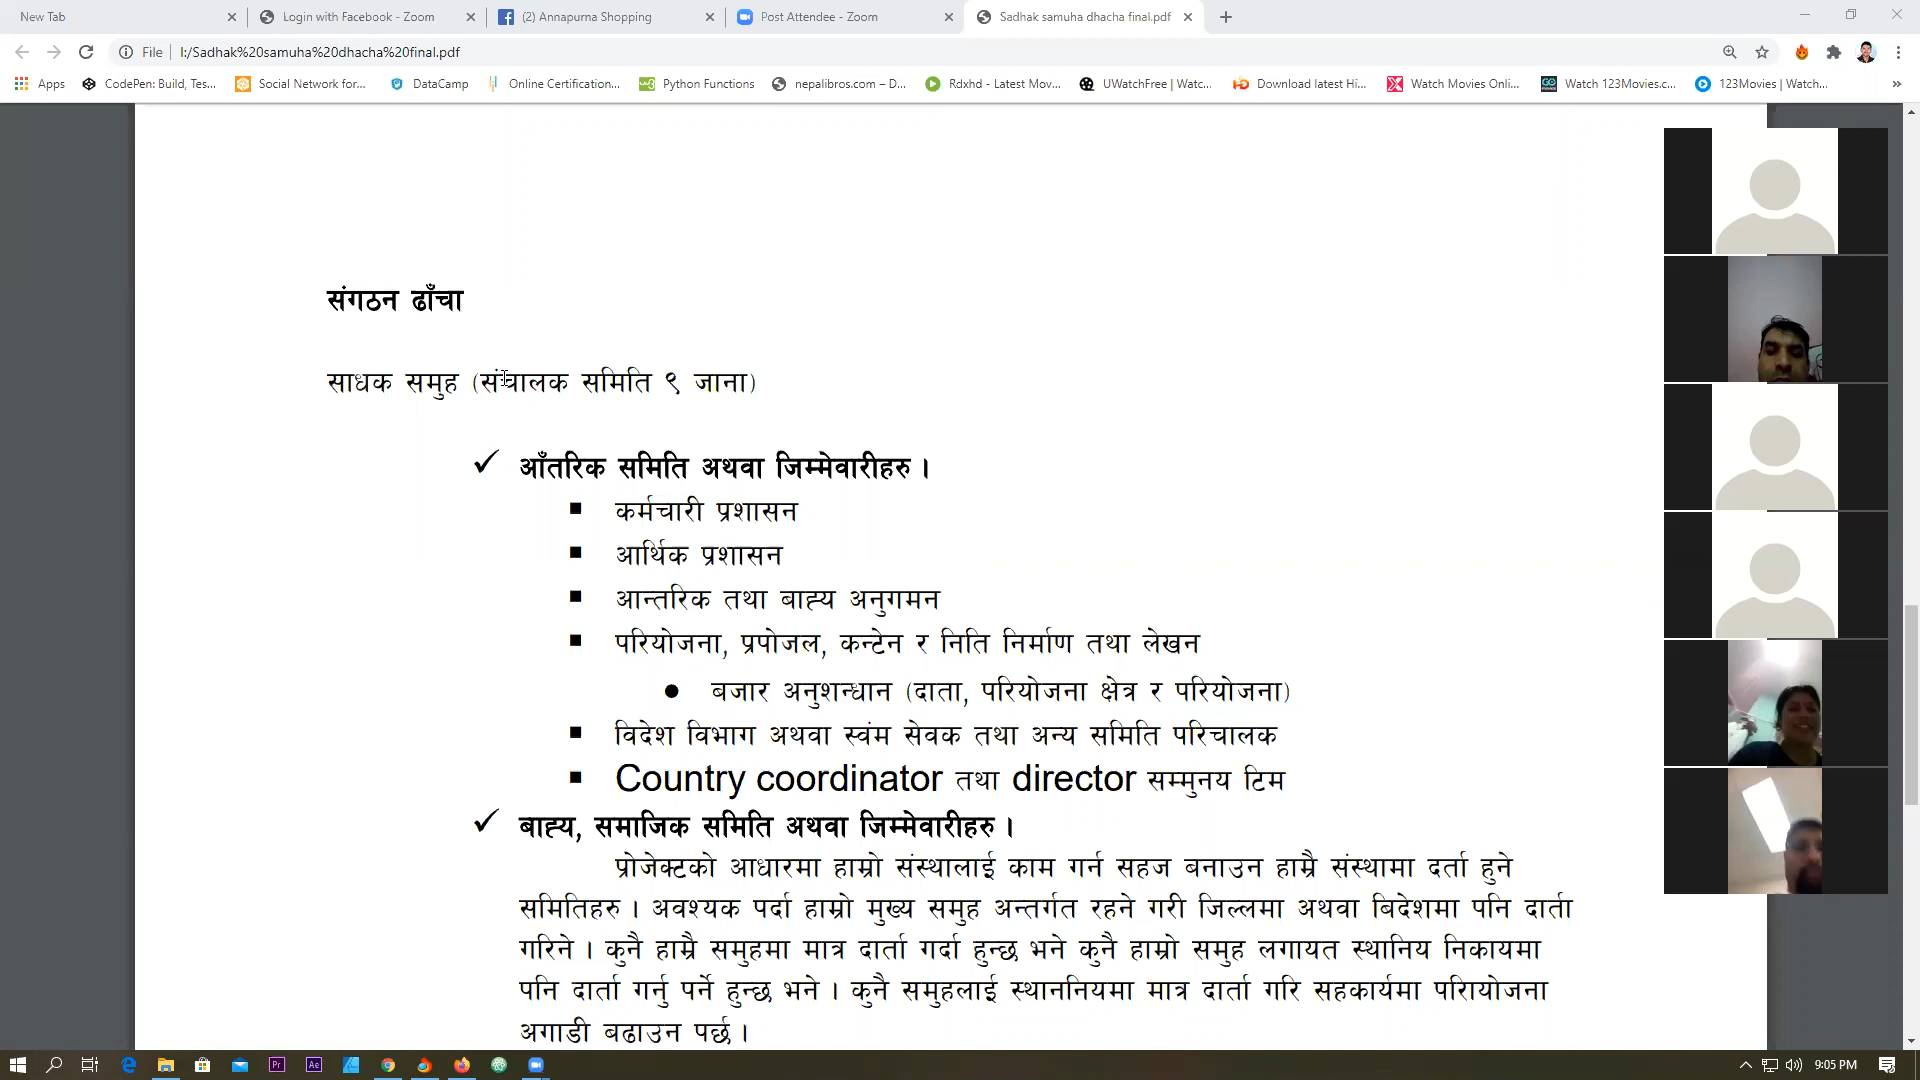 New Tab
Login with Facebook - Zoom
(2) Annapurna Shopping
Post Attendee - Zoom
Sadhak samuha dhacha final.pdf
File
I:/Sadhak%20samuha%20dhacha%20final.pdf
Apps
CodePen: Build, Tes...
Social Network for...
DataCamp
Online Certification...
Python Functions
nepalibros.com – D...
Rdxhd - Latest Mov...
UWatchFree | Watc...
Download latest Hi...
Watch Movies Onli...
Watch 123Movies.c...
123Movies | Watch...
संगठन ढाँचा
साधक समुह (संचालक समिति ९ जाना)
✓ आँतरिक समिति अथवा जिम्मेवारीहरु ।
▪ कर्मचारी प्रशासन
▪ आर्थिक प्रशासन
▪ आन्तरिक तथा बाह्य अनुगमन
▪ परियोजना, प्रपोजल, कन्टेन र निति निर्माण तथा लेखन
● बजार अनुशन्धान (दाता, परियोजना क्षेत्र र परियोजना)
▪ विदेश विभाग अथवा स्वंम सेवक तथा अन्य समिति परिचालक
▪ Country coordinator तथा director सम्मुनय टिम
✓ बाह्य, समाजिक समिति अथवा जिम्मेवारीहरु ।
प्रोजेक्टको आधारमा हाम्रो संस्थालाई काम गर्न सहज बनाउन हाम्रै संस्थामा दर्ता हुने
समितिहरु । अवश्यक पर्दा हाम्रो मुख्य समुह अन्तर्गत रहने गरी जिल्लमा अथवा बिदेशमा पनि दार्ता
गरिने । कुनै हाम्रै समुहमा मात्र दार्ता गर्दा हुन्छ भने कुनै हाम्रो समुह लगायत स्थानिय निकायमा
पनि दार्ता गर्नु पर्ने हुन्छ भने । कुनै समुहलाई स्थाननियमा मात्र दार्ता गरि सहकार्यमा परिायोजना
अगाडी बढाउन पर्छ ।
9:05 PM